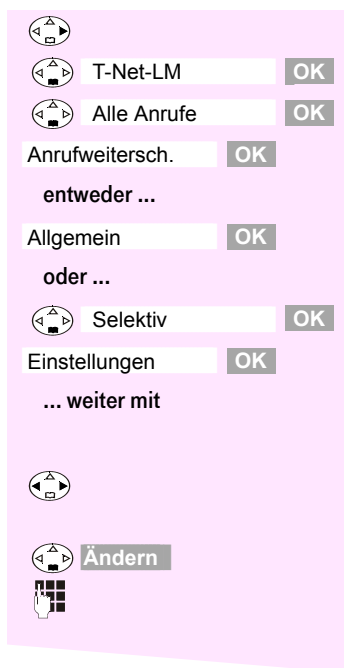 T-Net-LM OK
Alle Anrufe OK
Anrufweitersch. OK
entweder ...
Allgemein OK
oder ...
Selektiv OK
Einstellungen OK
... weiter mit
Ändern